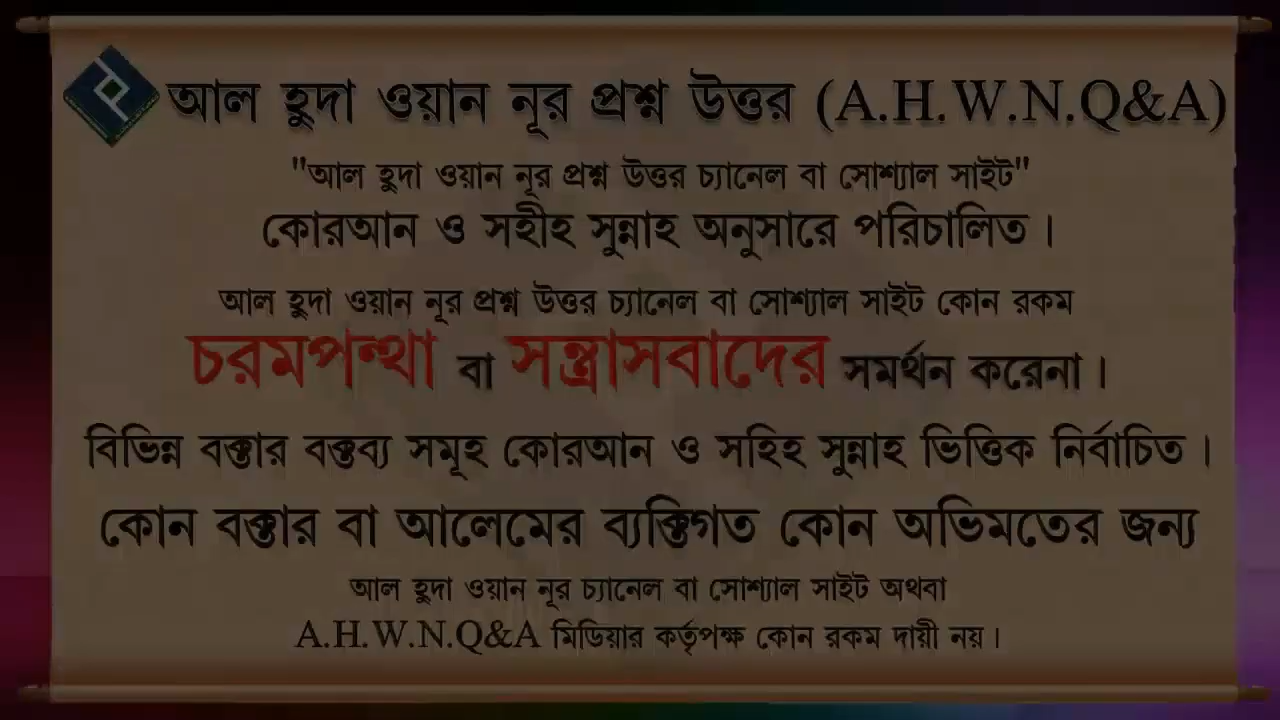 আল হুদা ওয়ান নূর প্রশ্ন উত্তর (A.H.W.N.Q&A)
"আল হুদা ওয়ান নূর প্রশ্ন উত্তর চ্যানেল বা সোশ্যাল সাইট"
কোরআন ও সহীহ সুন্নাহ অনুসারে পরিচালিত।
আল হুদা ওয়ান নূর প্রশ্ন উত্তর চ্যানেল বা সোশ্যাল সাইট কোন রকম
চরমপন্থা বা সন্ত্রাসবাদের সমর্থন করেনা।
বিভিন্ন বক্তার বক্তব্য সমূহ কোরআন ও সহিহ সুন্নাহ ভিত্তিক নির্বাচিত।
কোন বক্তার বা আলেমের ব্যক্তিগত কোন অভিমতের জন্য
আল হুদা ওয়ান নূর চ্যানেল বা সোশ্যাল সাইট অথবা
A.H.W.N.Q&A মিডিয়ার কর্তৃপক্ষ কোন রকম দায়ী নয়।